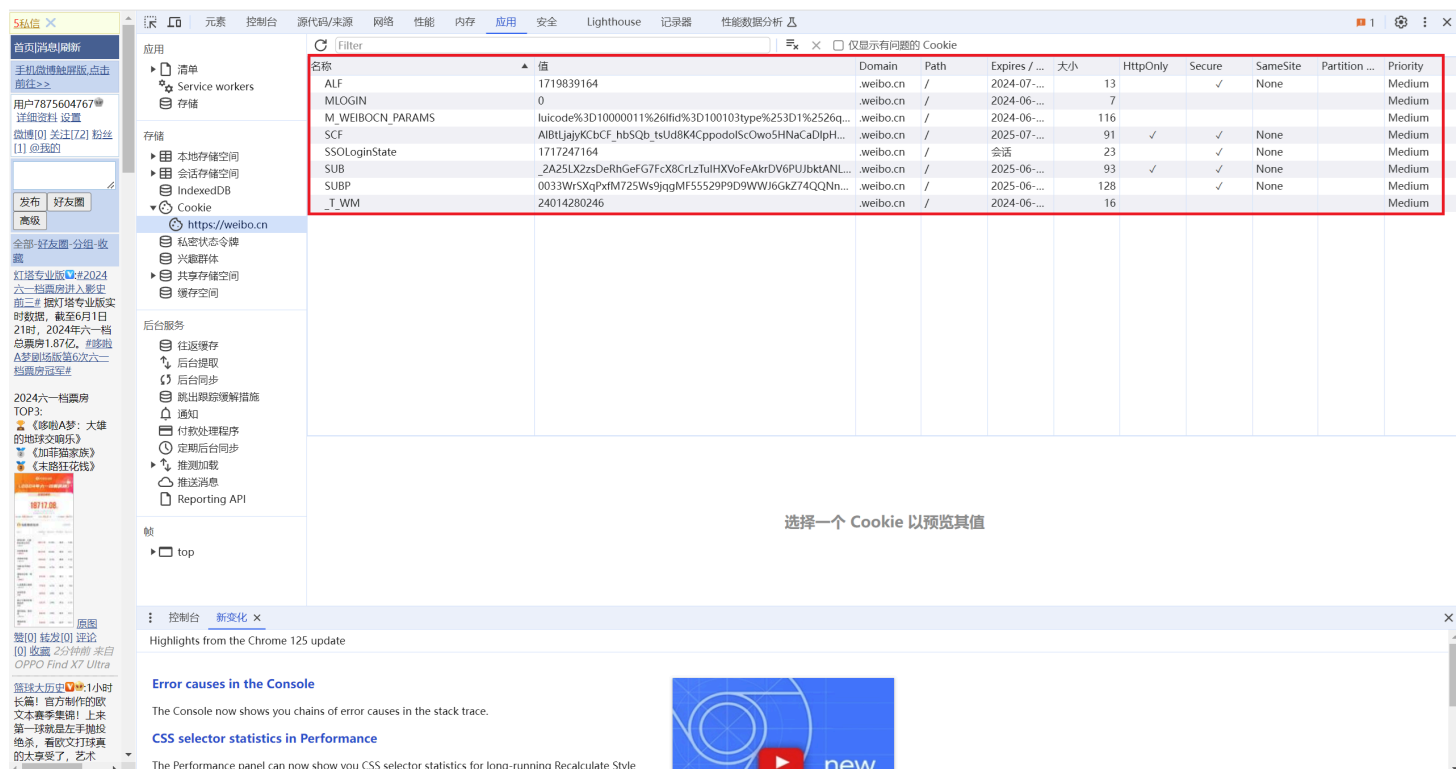 5私信
首页|消息|刷新
手机微博触屏版,点击
前往>>
用户7875604767
详细资料 设置
微博[0] 关注[72] 粉丝
[1] @我的
发布 好友圈
高级
全部-好友圈-分组-收
藏
灯塔专业版:#2024
六一档票房进入影史
前三# 据灯塔专业版实
时数据，截至6月1日
21时，2024年六一档
总票房1.87亿。#哆啦
A梦剧场版第6次六一
档票房冠军#
2024六一档票房
TOP3:
《哆啦A梦：大雄
的地球交响乐》
《加菲猫家族》
《末路狂花钱》
原图
赞[0] 转发[0] 评论
[0] 收藏 2分钟前 来自
OPPO Find X7 Ultra
篮球大历史:1小时
长篇！官方制作的欧
文本赛季集锦！上来
第一球就是左手抛投
绝杀，看欧文打球真
的太享受了，艺术
元素 控制台 源代码/来源 网络 性能 内存 应用 安全 Lighthouse 记录器 性能数据分析 1
应用
清单
Service workers
存储
存储
本地存储空间
会话存储空间
IndexedDB
Cookie
https://weibo.cn
私密状态令牌
兴趣群体
共享存储空间
缓存空间
后台服务
往返缓存
后台提取
后台同步
跳出跟踪缓解措施
通知
付款处理程序
定期后台同步
推测加载
推送消息
Reporting API
帧
top
Filter 仅显示有问题的 Cookie
名称 值 Domain Path Expires / ... 大小 HttpOnly Secure SameSite Partition ... Priority
ALF 1719839164 .weibo.cn / 2024-07-... 13 ✓ None Medium
MLOGIN 0 .weibo.cn / 2024-06-... 7 Medium
M_WEIBOCN_PARAMS luicode%3D10000011%26lfid%3D100103type%253D1%2526q... .weibo.cn / 2024-06-... 116 Medium
SCF AlBtLjajyKCbCF_hbSQb_tsUd8K4CppodoIScOwo5HNaCaDIpH... .weibo.cn / 2025-07-... 91 ✓ ✓ None Medium
SSOLoginState 1717247164 .weibo.cn / 会话 23 ✓ None Medium
SUB _2A25LX2zsDeRhGeFG7FcX8CrLzTuIHXVoFeAkrDV6PUJbktANL... .weibo.cn / 2025-06-... 93 ✓ ✓ None Medium
SUBP 0033WrSXqPxfM725Ws9jqgMF55529P9D9WWJ6GkZ74QQNn... .weibo.cn / 2025-06-... 128 ✓ None Medium
_T_WM 24014280246 .weibo.cn / 2024-06-... 16 Medium
选择一个 Cookie 以预览其值
控制台 新变化
Highlights from the Chrome 125 update
Error causes in the Console
The Console now shows you chains of error causes in the stack trace.
CSS selector statistics in Performance
The Performance panel can now show you CSS selector statistics for long-running Recalculate Style
new